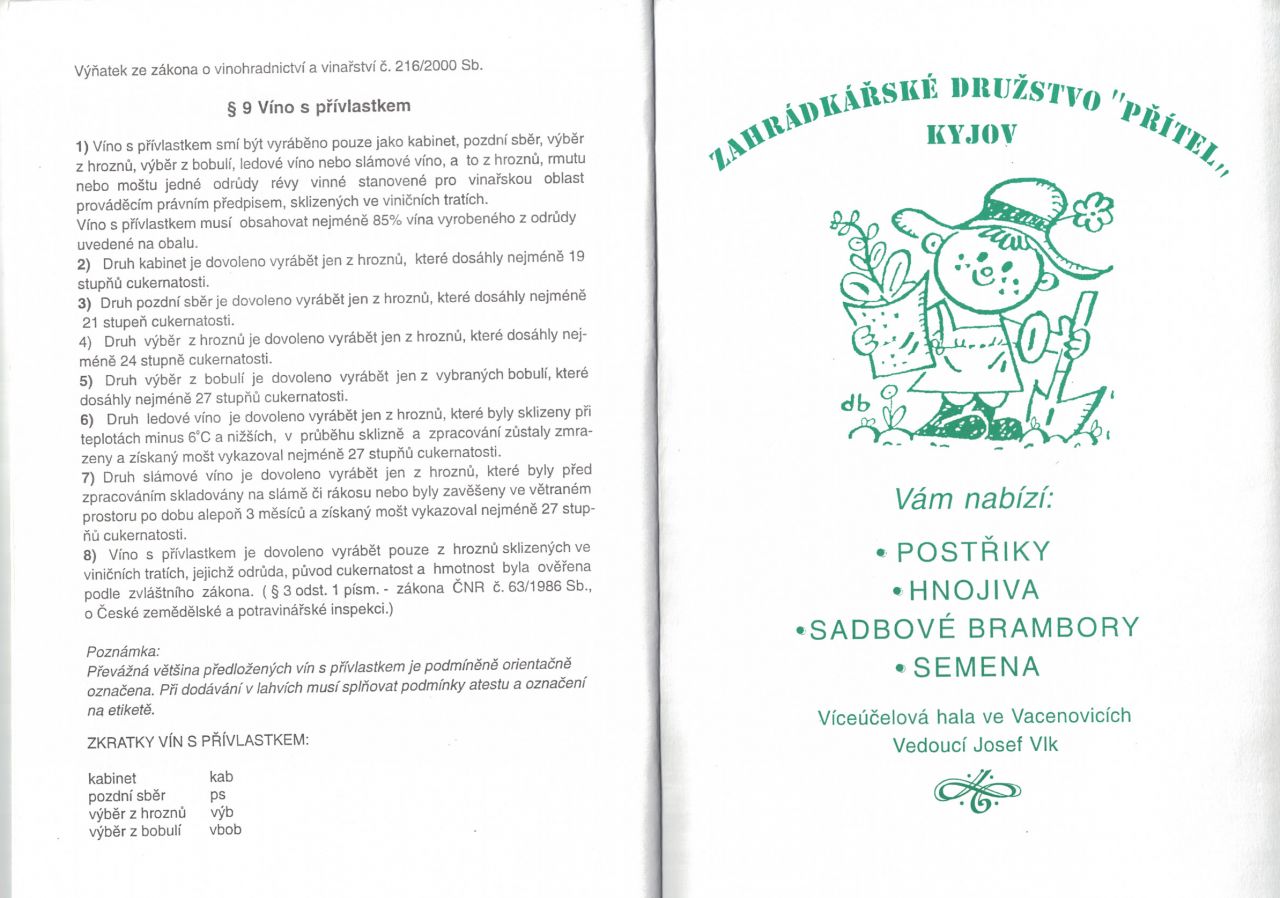 Výňatek ze zákona o vinohradnictví a vinařství č. 216/2000 Sb.
§ 9 Víno s přívlastkem
1) Víno s přívlastkem smí být vyráběno pouze jako kabinet, pozdní sběr, výběr
z hroznů, výběr z bobulí, ledové víno nebo slámové víno, a to z hroznů, rmutu
nebo moštu jedné odrůdy révy vinné stanovené pro vinařskou oblast
prováděcím právním předpisem, sklizených ve viničních tratích.
Víno s přívlastkem musí obsahovat nejméně 85% vína vyrobeného z odrůdy
uvedené na obalu.
2) Druh kabinet je dovoleno vyrábět jen z hroznů, které dosáhly nejméně 19
stupňů cukernatosti.
3) Druh pozdní sběr je dovoleno vyrábět jen z hroznů, které dosáhly nejméně
21 stupeň cukernatosti.
4) Druh výběr z hroznů je dovoleno vyrábět jen z hroznů, které dosáhly nej-
méně 24 stupně cukernatosti.
5) Druh výběr z bobulí je dovoleno vyrábět jen z vybraných bobulí, které
dosáhly nejméně 27 stupňů cukernatosti.
6) Druh ledové víno je dovoleno vyrábět jen z hroznů, které byly sklizeny při
teplotách minus 6°C a nižších, v průběhu sklizně a zpracování zůstaly zmra-
zeny a získaný mošt vykazoval nejméně 27 stupňů cukernatosti.
7) Druh slámové víno je dovoleno vyrábět jen z hroznů, které byly před
zpracováním skladovány na slámě či rákosu nebo byly zavěšeny ve větraném
prostoru po dobu alepoň 3 měsíců a získaný mošt vykazoval nejméně 27 stup-
ňů cukernatosti.
8) Víno s přívlastkem je dovoleno vyrábět pouze z hroznů sklizených ve
viničních tratích, jejichž odrůda, původ cukernatost a hmotnost byla ověřena
podle zvláštního zákona. ( § 3 odst. 1 písm. - zákona ČNR č. 63/1986 Sb.,
o České zemědělské a potravinářské inspekci.)
Poznámka:
Převážná většina předložených vín s přívlastkem je podmíněně orientačně
označena. Při dodávání v lahvích musí splňovat podmínky atestu a označení
na etiketě.
ZKRATKY VÍN S PŘÍVLASTKEM:
kabinet kab
pozdní sběr ps
výběr z hroznů výb
výběr z bobulí vbob
ZAHRÁDKÁŘSKÉ DRUŽSTVO "PŘÍTEL"
KYJOV
db
Vám nabízí:
• POSTŘIKY
• HNOJIVA
• SADBOVÉ BRAMBORY
• SEMENA
Víceúčelová hala ve Vacenovicích
Vedoucí Josef Vlk